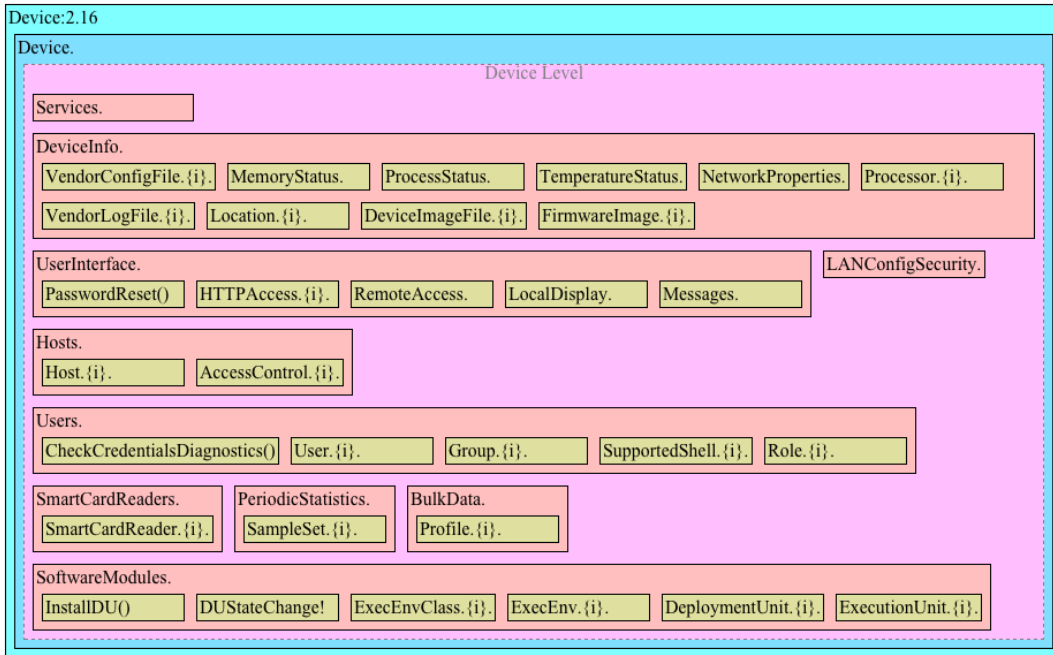 Device:2.16
Device.
Device Level
Services.
DeviceInfo.
VendorConfigFile.{i}. MemoryStatus. ProcessStatus. TemperatureStatus. NetworkProperties. Processor.{i}.
VendorLogFile.{i}. Location.{i}. DeviceImageFile.{i}. FirmwareImage.{i}.
UserInterface. LANConfigSecurity.
PasswordReset() HTTPAccess.{i}. RemoteAccess. LocalDisplay. Messages.
Hosts.
Host.{i}. AccessControl.{i}.
Users.
CheckCredentialsDiagnostics() User.{i}. Group.{i}. SupportedShell.{i}. Role.{i}.
SmartCardReaders. PeriodicStatistics. BulkData.
SmartCardReader.{i}. SampleSet.{i}. Profile.{i}.
SoftwareModules.
InstallDU() DUStateChange! ExecEnvClass.{i}. ExecEnv.{i}. DeploymentUnit.{i}. ExecutionUnit.{i}.